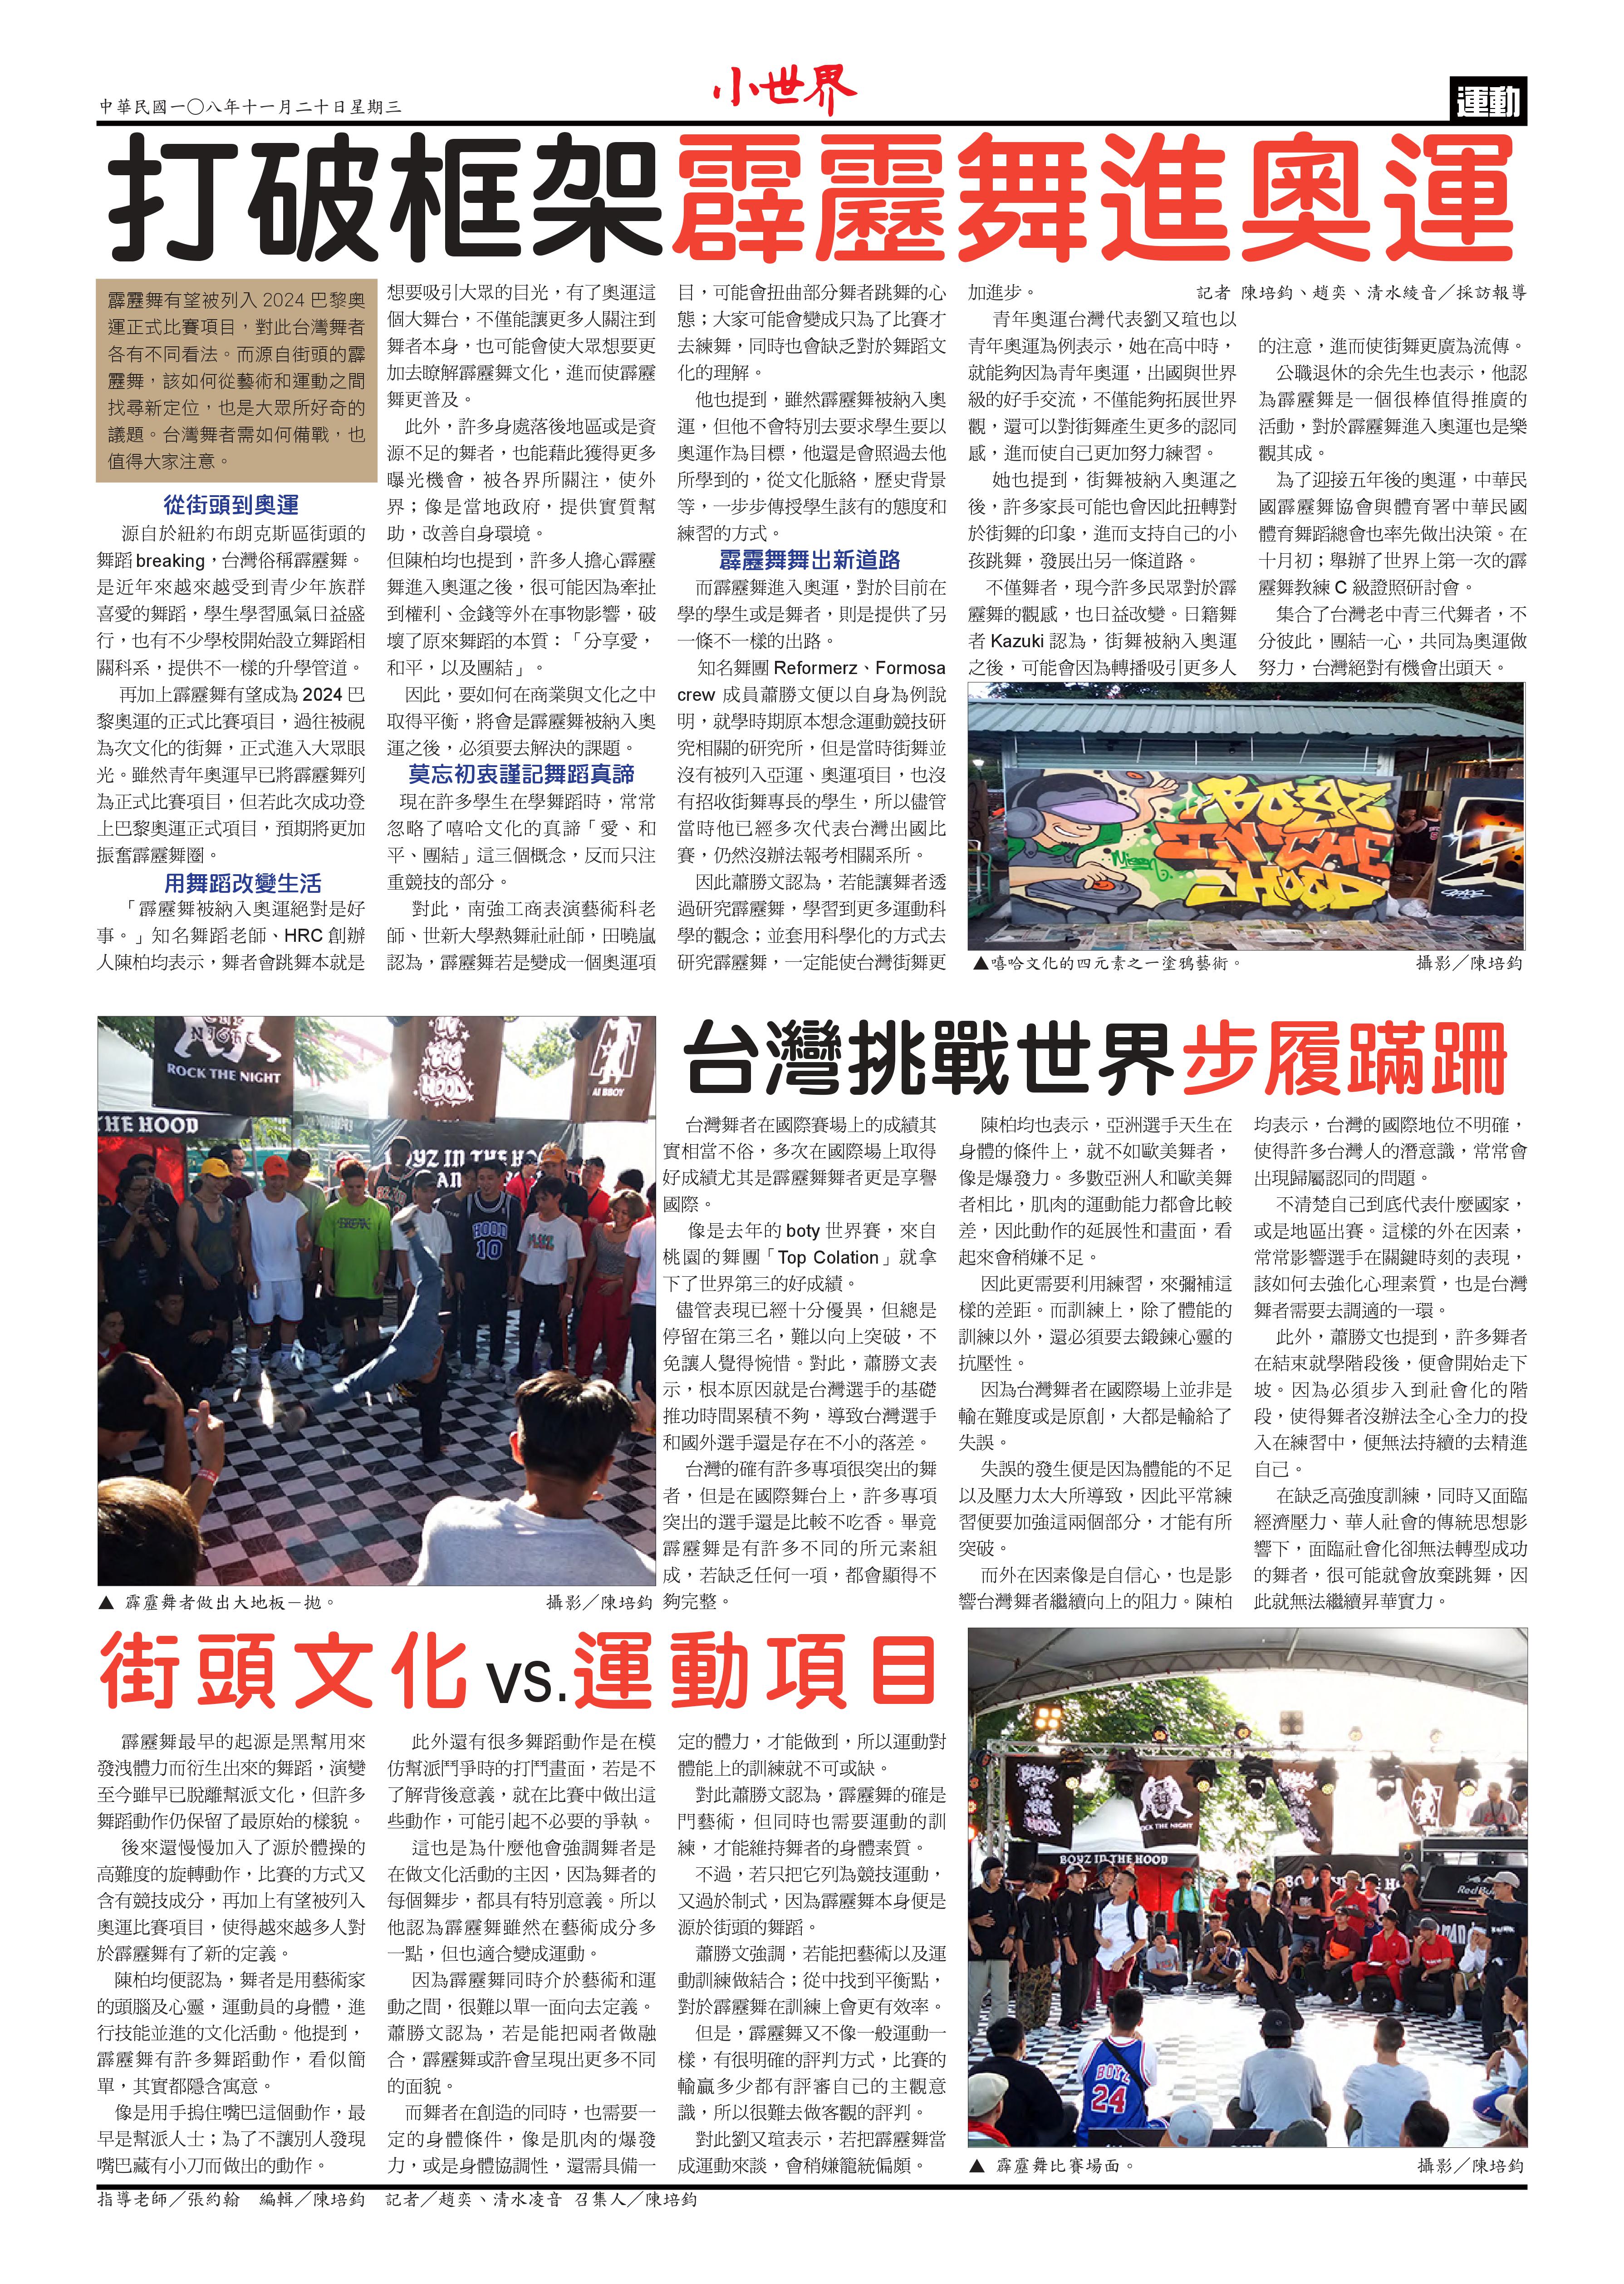 中華民國一〇八年十一月二十日星期三
小世界
運動
打破框架霹靂舞進奧運
霹靂舞有望被列入 2024 巴黎奧
運正式比賽項目，對此台灣舞者
各有不同看法。而源自街頭的霹
靂舞，該如何從藝術和運動之間
找尋新定位，也是大眾所好奇的
議題。台灣舞者需如何備戰，也
值得大家注意。
從街頭到奧運
源自於紐約布朗克斯區街頭的
舞蹈 breaking，台灣俗稱霹靂舞。
是近年來越來越受到青少年族群
喜愛的舞蹈，學生學習風氣日益盛
行，也有不少學校開始設立舞蹈相
關科系，提供不一樣的升學管道。
再加上霹靂舞有望成為 2024 巴
黎奧運的正式比賽項目，過往被視
為次文化的街舞，正式進入大眾眼
光。雖然青年奧運早已將霹靂舞列
為正式比賽項目，但若此次成功登
上巴黎奧運正式項目，預期將更加
振奮霹靂舞圈。
用舞蹈改變生活
「霹靂舞被納入奧運絕對是好
事。」知名舞蹈老師、HRC 創辦
人陳柏均表示，舞者會跳舞本就是
想要吸引大眾的目光，有了奧運這
個大舞台，不僅能讓更多人關注到
舞者本身，也可能會使大眾想要更
加去瞭解霹靂舞文化，進而使霹靂
舞更普及。
此外，許多身處落後地區或是資
源不足的舞者，也能藉此獲得更多
曝光機會，被各界所關注，使外
界；像是當地政府，提供實質幫
助，改善自身環境。
但陳柏均也提到，許多人擔心霹靂
舞進入奧運之後，很可能因為牽扯
到權利、金錢等外在事物影響，破
壞了原來舞蹈的本質：「分享愛，
和平，以及團結」。
因此，要如何在商業與文化之中
取得平衡，將會是霹靂舞被納入奧
運之後，必須要去解決的課題。
莫忘初衷謹記舞蹈真諦
現在許多學生在學舞蹈時，常常
忽略了嘻哈文化的真諦「愛、和
平、團結」這三個概念，反而只注
重競技的部分。
對此，南強工商表演藝術科老
師、世新大學熱舞社社師，田曉嵐
認為，霹靂舞若是變成一個奧運項
目，可能會扭曲部分舞者跳舞的心
態；大家可能會變成只為了比賽才
去練舞，同時也會缺乏對於舞蹈文
化的理解。
他也提到，雖然霹靂舞被納入奧
運，但他不會特別去要求學生要以
奧運作為目標，他還是會照過去他
所學到的，從文化脈絡，歷史背景
等，一步步傳授學生該有的態度和
練習的方式。
霹靂舞舞出新道路
而霹靂舞進入奧運，對於目前在
學的學生或是舞者，則是提供了另
一條不一樣的出路。
知名舞團 Reformerz、Formosa
crew 成員蕭勝文便以自身為例說
明，就學時期原本想念運動競技研
究相關的研究所，但是當時街舞並
沒有被列入亞運、奧運項目，也沒
有招收街舞專長的學生，所以儘管
當時他已經多次代表台灣出國比
賽，仍然沒辦法報考相關系所。
因此蕭勝文認為，若能讓舞者透
過研究霹靂舞，學習到更多運動科
學的觀念；並套用科學化的方式去
研究霹靂舞，一定能使台灣街舞更
加進步。
記者 陳培鈞、趙奕、清水綾音／採訪報導
青年奧運台灣代表劉又瑄也以
青年奧運為例表示，她在高中時，
就能夠因為青年奧運，出國與世界
級的好手交流，不僅能夠拓展世界
觀，還可以對街舞產生更多的認同
感，進而使自己更加努力練習。
她也提到，街舞被納入奧運之
後，許多家長可能也會因此扭轉對
於街舞的印象，進而支持自己的小
孩跳舞，發展出另一條道路。
不僅舞者，現今許多民眾對於霹
靂舞的觀感，也日益改變。日籍舞
者 Kazuki 認為，街舞被納入奧運
之後，可能會因為轉播吸引更多人
的注意，進而使街舞更廣為流傳。
公職退休的余先生也表示，他認
為霹靂舞是一個很棒值得推廣的
活動，對於霹靂舞進入奧運也是樂
觀其成。
為了迎接五年後的奧運，中華民
國霹靂舞協會與體育署中華民國
體育舞蹈總會也率先做出決策。在
十月初；舉辦了世界上第一次的霹
靂舞教練 C 級證照研討會。
集合了台灣老中青三代舞者，不
分彼此，團結一心，共同為奧運做
努力，台灣絕對有機會出頭天。
BOYZ
IN THE
HOOD
▲嘻哈文化的四元素之一塗鴉藝術。
攝影／陳培鈞
NIGHT
ROCK THE NIGHT
HOOD
AI BBOY
THE HOOD
BOYZ IN THE HO
BREAK
HOOD
10
▲ 霹靂舞者做出大地板－拋。
攝影／陳培鈞
台灣挑戰世界步履蹣跚
台灣舞者在國際賽場上的成績其
實相當不俗，多次在國際場上取得
好成績尤其是霹靂舞舞者更是享譽
國際。
像是去年的 boty 世界賽，來自
桃園的舞團「Top Colation」就拿
下了世界第三的好成績。
儘管表現已經十分優異，但總是
停留在第三名，難以向上突破，不
免讓人覺得惋惜。對此，蕭勝文表
示，根本原因就是台灣選手的基礎
推功時間累積不夠，導致台灣選手
和國外選手還是存在不小的落差。
台灣的確有許多專項很突出的舞
者，但是在國際舞台上，許多專項
突出的選手還是比較不吃香。畢竟
霹靂舞是有許多不同的所元素組
成，若缺乏任何一項，都會顯得不
夠完整。
陳柏均也表示，亞洲選手天生在
身體的條件上，就不如歐美舞者，
像是爆發力。多數亞洲人和歐美舞
者相比，肌肉的運動能力都會比較
差，因此動作的延展性和畫面，看
起來會稍嫌不足。
因此更需要利用練習，來彌補這
樣的差距。而訓練上，除了體能的
訓練以外，還必須要去鍛鍊心靈的
抗壓性。
因為台灣舞者在國際場上並非是
輸在難度或是原創，大都是輸給了
失誤。
失誤的發生便是因為體能的不足
以及壓力太大所導致，因此平常練
習便要加強這兩個部分，才能有所
突破。
而外在因素像是自信心，也是影
響台灣舞者繼續向上的阻力。陳柏
均表示，台灣的國際地位不明確，
使得許多台灣人的潛意識，常常會
出現歸屬認同的問題。
不清楚自己到底代表什麼國家，
或是地區出賽。這樣的外在因素，
常常影響選手在關鍵時刻的表現，
該如何去強化心理素質，也是台灣
舞者需要去調適的一環。
此外，蕭勝文也提到，許多舞者
在結束就學階段後，便會開始走下
坡。因為必須步入到社會化的階
段，使得舞者沒辦法全心全力的投
入在練習中，便無法持續的去精進
自己。
在缺乏高強度訓練，同時又面臨
經濟壓力、華人社會的傳統思想影
響下，面臨社會化卻無法轉型成功
的舞者，很可能就會放棄跳舞，因
此就無法繼續昇華實力。
街頭文化 vs.運動項目
霹靂舞最早的起源是黑幫用來
發洩體力而衍生出來的舞蹈，演變
至今雖早已脫離幫派文化，但許多
舞蹈動作仍保留了最原始的樣貌。
後來還慢慢加入了源於體操的
高難度的旋轉動作，比賽的方式又
含有競技成分，再加上有望被列入
奧運比賽項目，使得越來越多人對
於霹靂舞有了新的定義。
陳柏均便認為，舞者是用藝術家
的頭腦及心靈，運動員的身體，進
行技能並進的文化活動。他提到，
霹靂舞有許多舞蹈動作，看似簡
單，其實都隱含寓意。
像是用手摀住嘴巴這個動作，最
早是幫派人士；為了不讓別人發現
嘴巴藏有小刀而做出的動作。
此外還有很多舞蹈動作是在模
仿幫派鬥爭時的打鬥畫面，若是不
了解背後意義，就在比賽中做出這
些動作，可能引起不必要的爭執。
這也是為什麼他會強調舞者是
在做文化活動的主因，因為舞者的
每個舞步，都具有特別意義。所以
他認為霹靂舞雖然在藝術成分多
一點，但也適合變成運動。
因為霹靂舞同時介於藝術和運
動之間，很難以單一面向去定義。
蕭勝文認為，若是能把兩者做融
合，霹靂舞或許會呈現出更多不同
的面貌。
而舞者在創造的同時，也需要一
定的身體條件，像是肌肉的爆發
力，或是身體協調性，還需具備一
定的體力，才能做到，所以運動對
體能上的訓練就不可或缺。
對此蕭勝文認為，霹靂舞的確是
門藝術，但同時也需要運動的訓
練，才能維持舞者的身體素質。
不過，若只把它列為競技運動，
又過於制式，因為霹靂舞本身便是
源於街頭的舞蹈。
蕭勝文強調，若能把藝術以及運
動訓練做結合；從中找到平衡點，
對於霹靂舞在訓練上會更有效率。
但是，霹靂舞又不像一般運動一
樣，有很明確的評判方式，比賽的
輸贏多少都有評審自己的主觀意
識，所以很難去做客觀的評判。
對此劉又瑄表示，若把霹靂舞當
成運動來談，會稍嫌籠統偏頗。
ROCK THE NIGHT
BOYZ IN THE HOOD
Red Bull
BOYZ
24
▲ 霹靂舞比賽場面。
攝影／陳培鈞
指導老師／張約翰 編輯／陳培鈞 記者／趙奕、清水凌音 召集人／陳培鈞